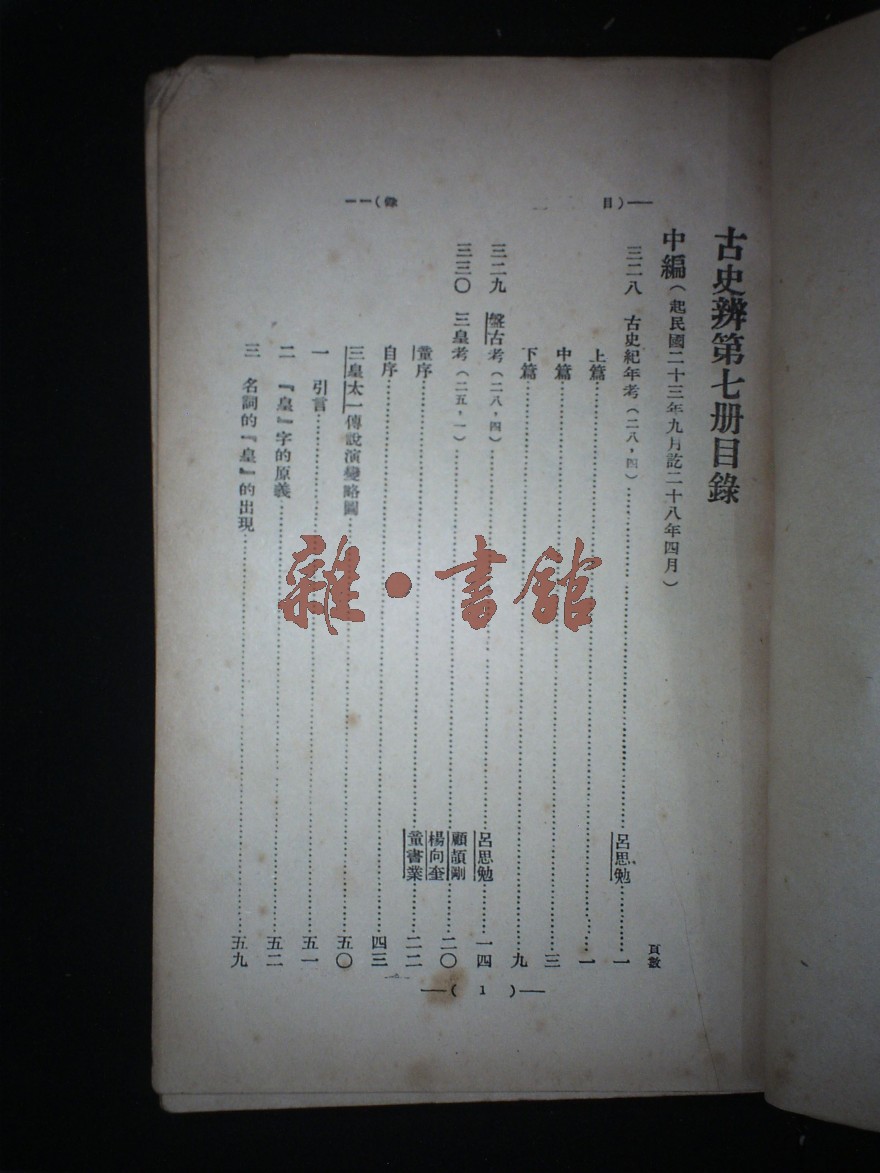 古史辨第七册目錄
中編（起民國二十三年九月訖二十八年四月）
頁數
三二八 古史紀年考（二八，四）……呂思勉……一
上篇……一
中篇……三
下篇……九
三二九 盤古考（二八，四）……呂思勉……一四
三三〇 三皇考（二五，一）……顧頡剛 楊向奎……二〇
童序……童書業……二二
自序……四三
三皇太一傳說演變略圖……五〇
一 引言……五一
二 『皇』字的原義……五二
三 名詞的『皇』的出現……五九
目
錄
—( 1 )—
雜·書館